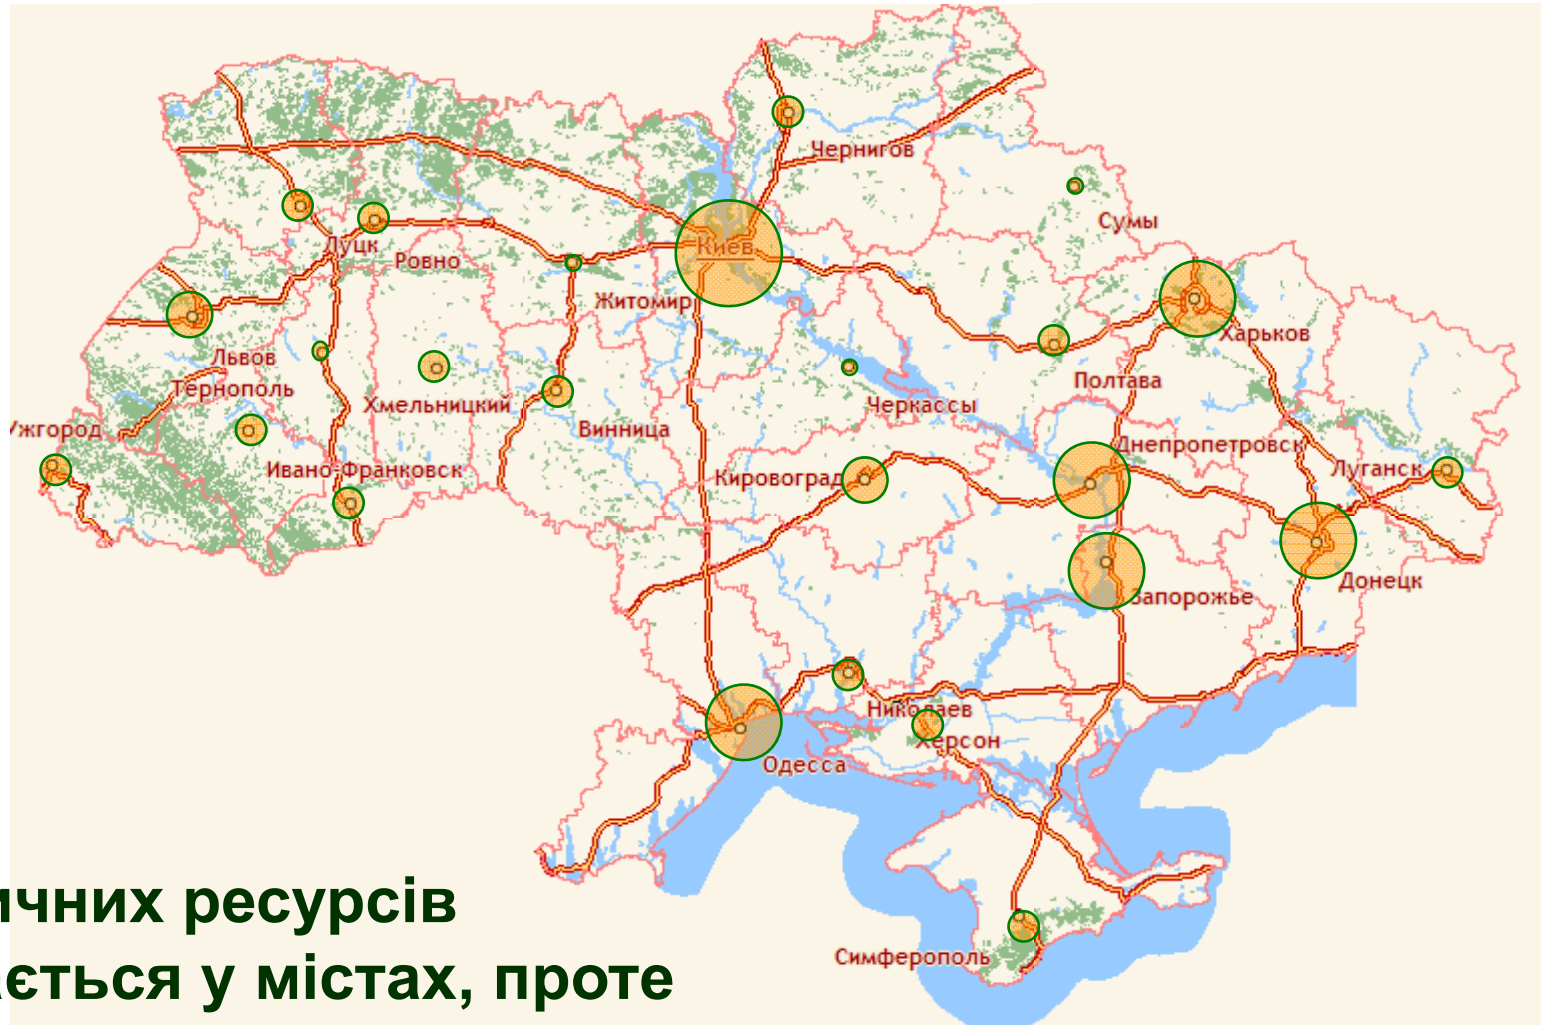 Чернигов
Сумы
Киев
Луцк
Ровно
Житомир
Харьков
Львов
Тернополь
Полтава
Хмельницкий
Черкассы
Ужгород
Винница
Днепропетровск
Ивано-Франковск
Кировоград
Луганск
Донецк
Запорожье
Николаев
Херсон
Одесса
Симферополь
ичних ресурсів
ається у містах, проте